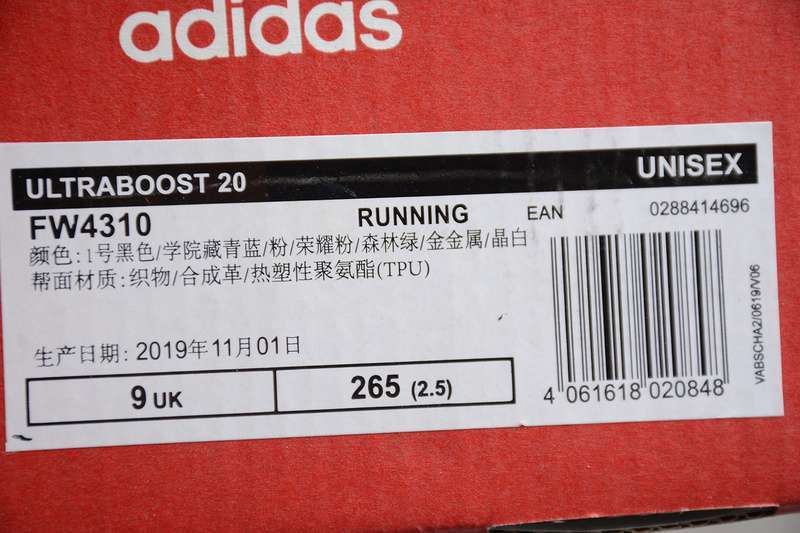 adidas
ULTRABOOST 20 UNISEX
FW4310 RUNNING EAN 0288414696
颜色:1号黑色/学院藏青蓝/粉/荣耀粉/森林绿/金金属/晶白
帮面材质:织物/合成革/热塑性聚氨酯(TPU)
生产日期: 2019年11月01日
9 UK 265 (2.5)
4 061618 020848
VABSCHA2/0619/V06